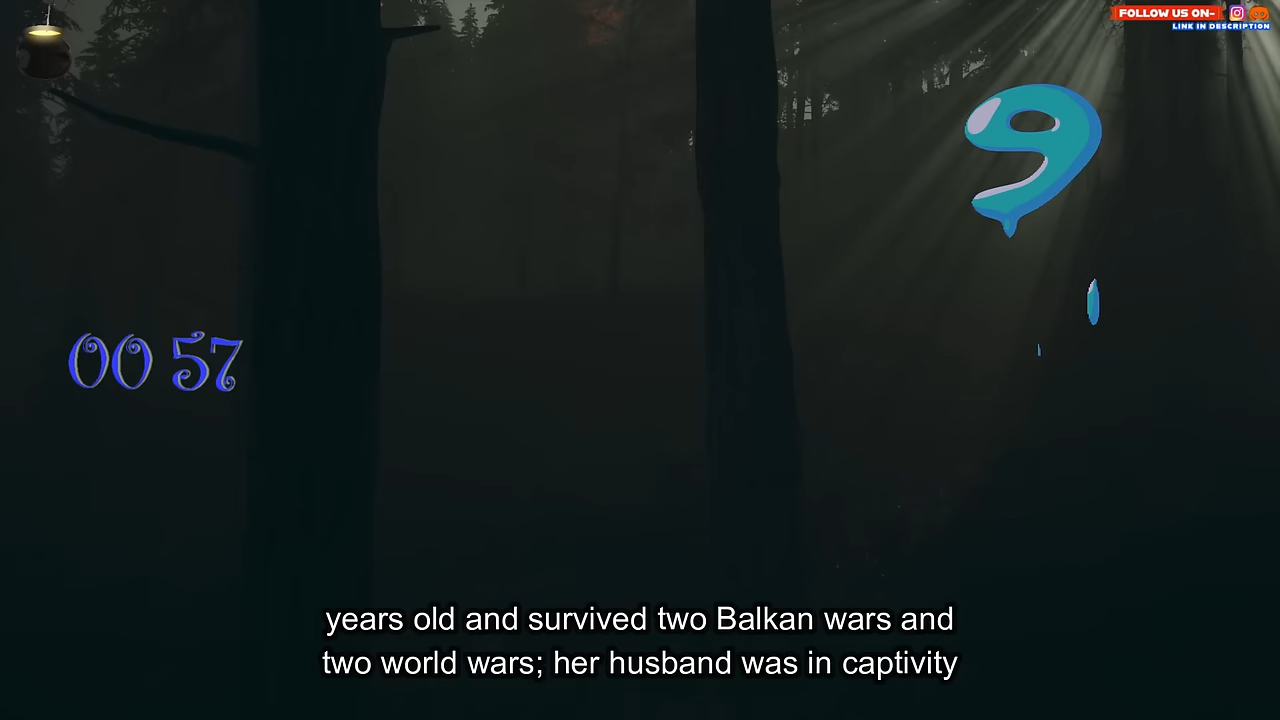 FOLLOW US ON-
LINK IN DESCRIPTION
9
00 57
years old and survived two Balkan wars and
two world wars; her husband was in captivity